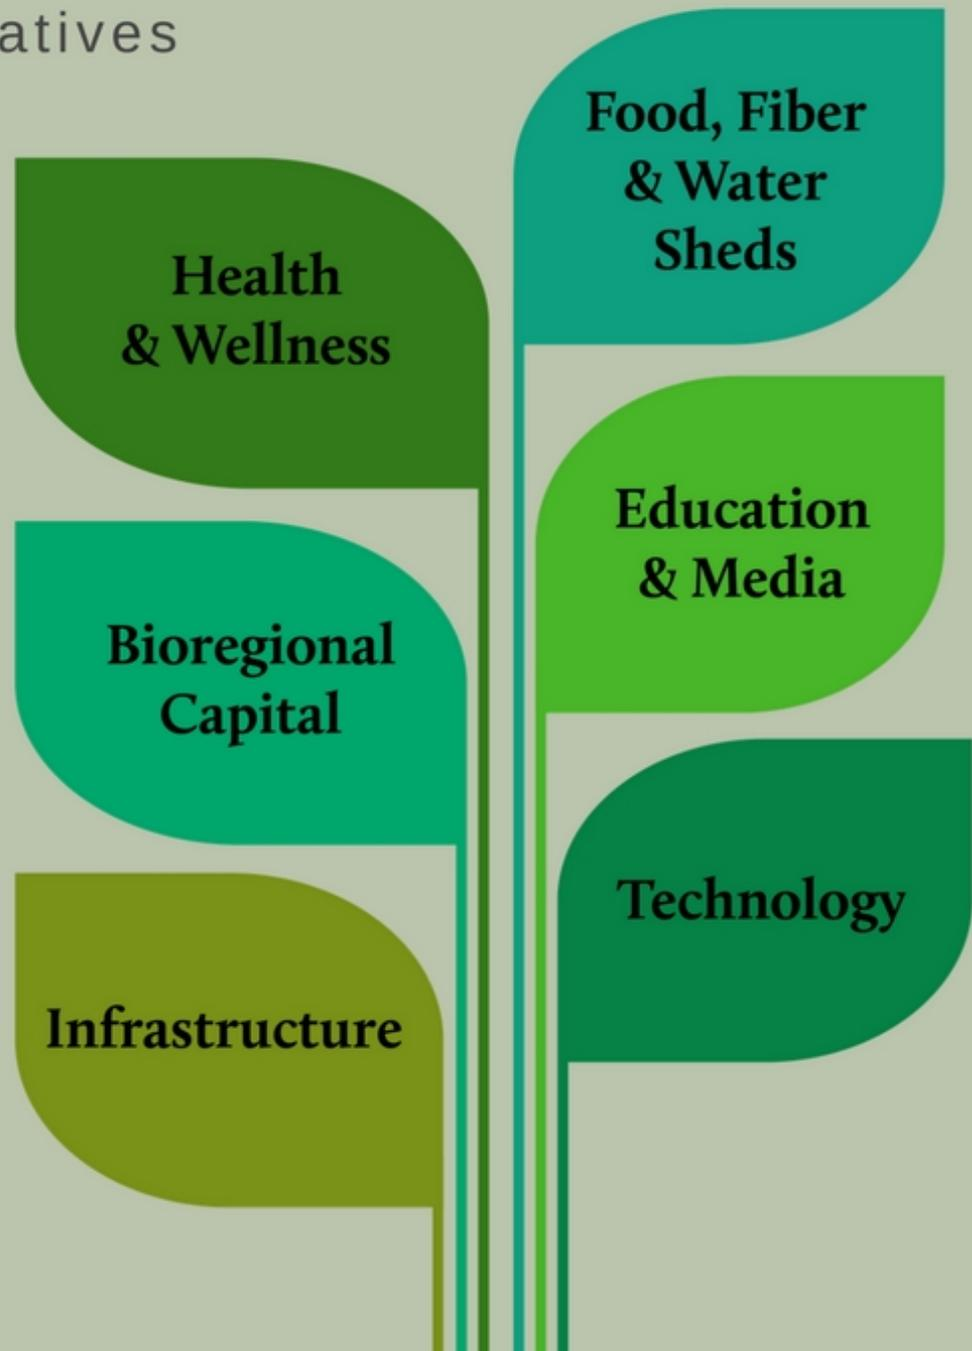 atives
Food, Fiber
& Water
Sheds
Health
& Wellness
Education
& Media
Bioregional
Capital
Technology
Infrastructure